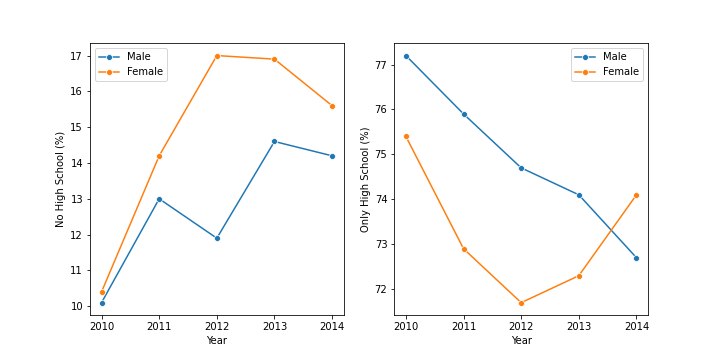 Male
Female
17
16
15
14
13
12
11
10
No High School (%)
2010 2011 2012 2013 2014
Year
Male
Female
77
76
75
74
73
72
Only High School (%)
2010 2011 2012 2013 2014
Year